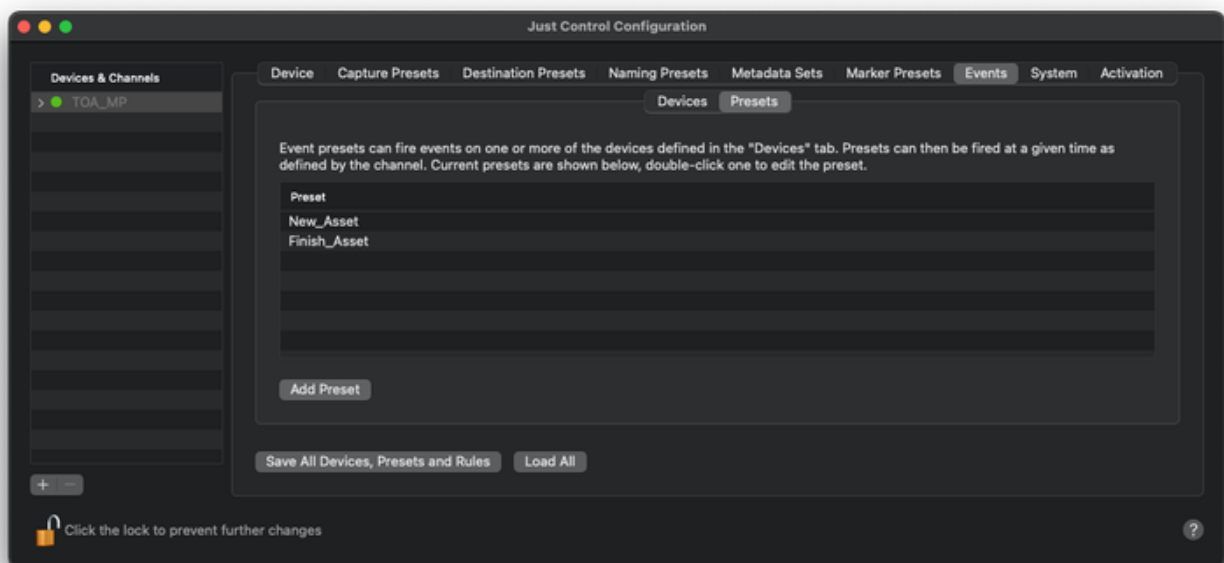 Just Control Configuration
Devices & Channels
TOA_MP
Device Capture Presets Destination Presets Naming Presets Metadata Sets Marker Presets Events System Activation
Devices Presets
Event presets can fire events on one or more of the devices defined in the "Devices" tab. Presets can then be fired at a given time as
defined by the channel. Current presets are shown below, double-click one to edit the preset.
Preset
New_Asset
Finish_Asset
Add Preset
Save All Devices, Presets and Rules Load All
+ −
Click the lock to prevent further changes
?